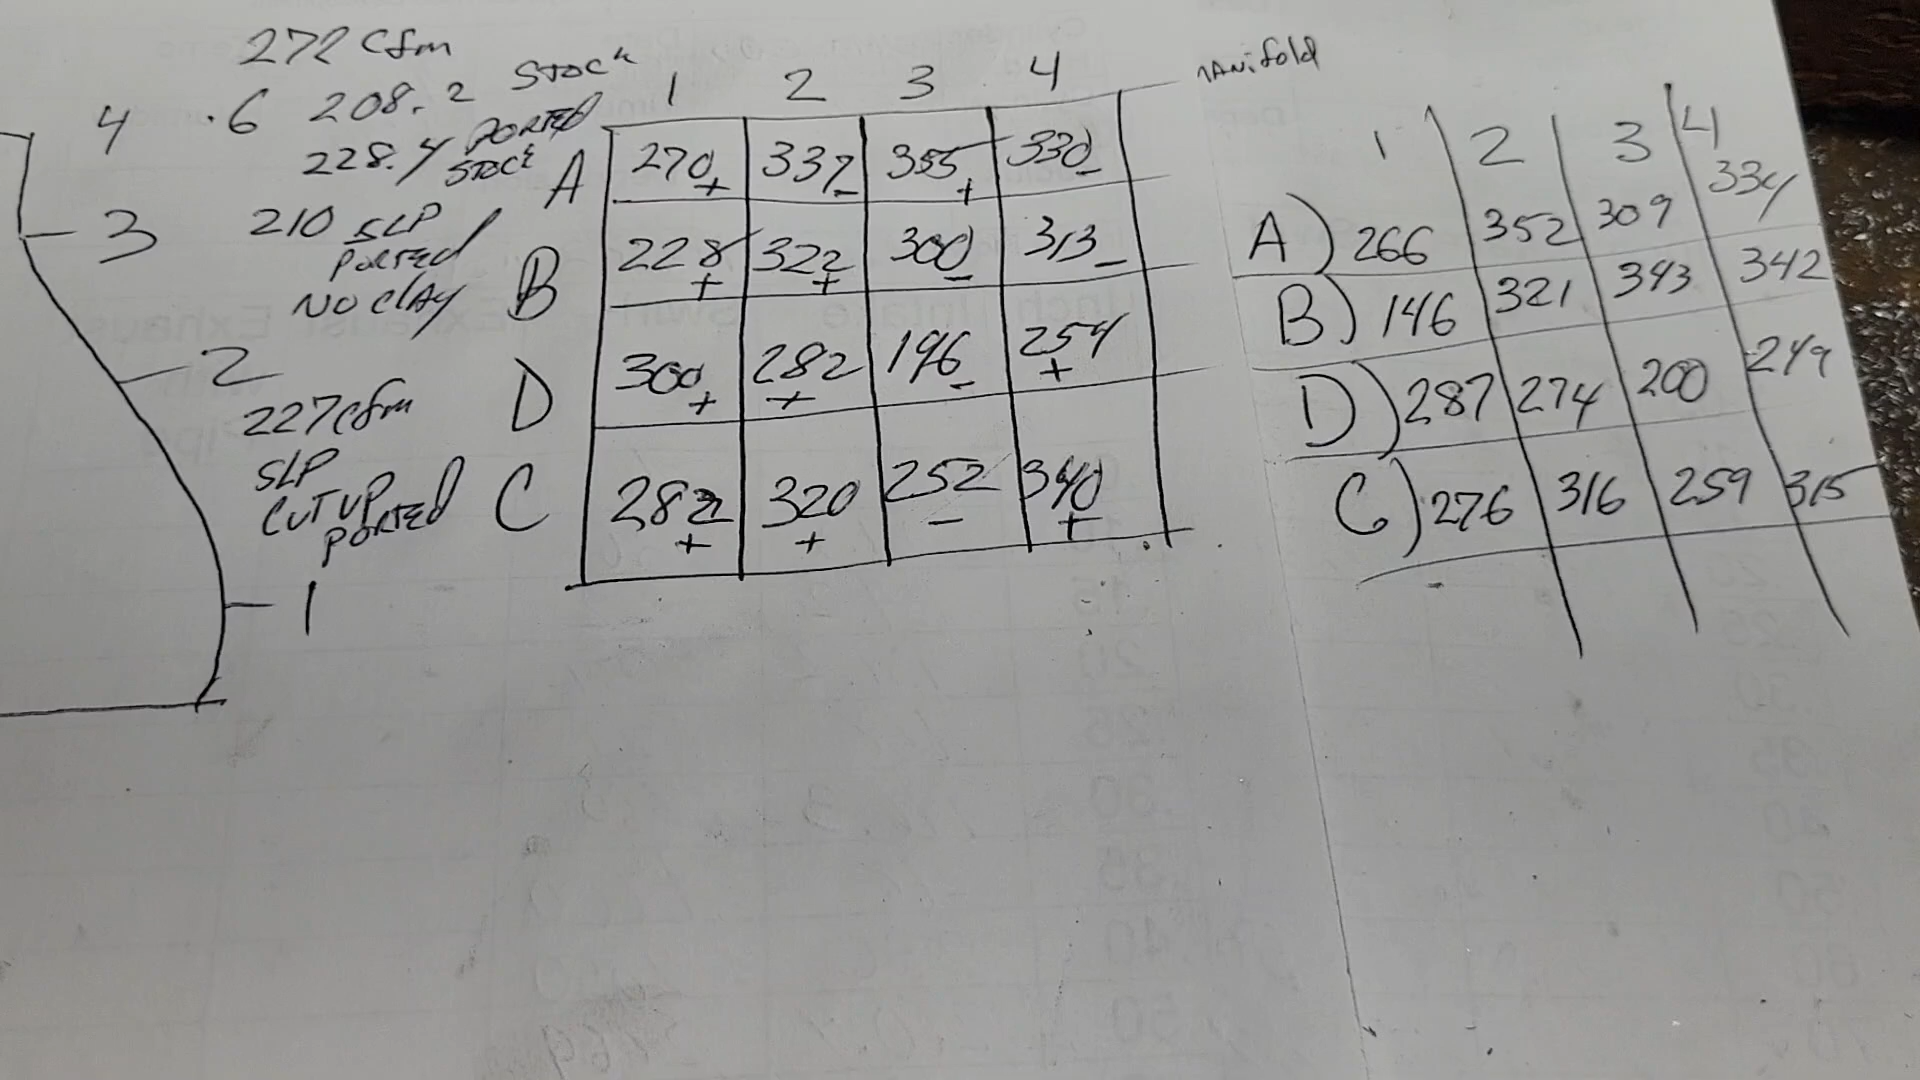 272 Cfm
4 .6 208.2 STOCK
228.4 PORTED STOCK
3 210 SLP
PORTED
NO CLAY
2
227 cfm
SLP
CUT UP
PORTED
1
1 2 3 4
A 270+ 337- 355+ 330-
B 228+ 322+ 300- 313-
D 300+ 282+ 196- 254+
C 282+ 320+ 252- 340+
MANifold
1 2 3 4
A) 266 352 309 334
B) 146 321 343 342
D) 287 274 200 249
C) 276 316 259 315